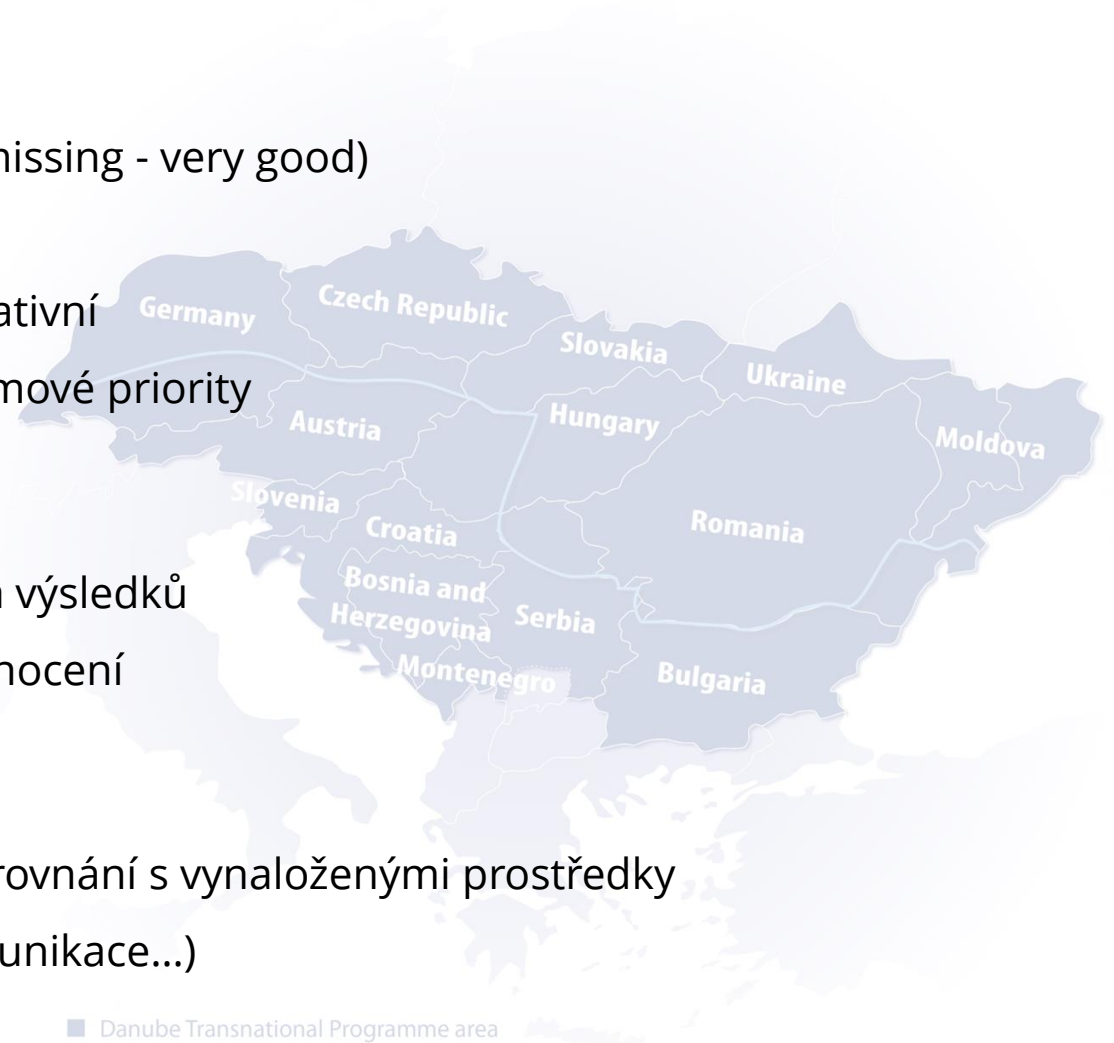 nissing - very good)
ativní
Germany
Czech Republic
Slovakia
Ukraine
mové priority
Austria
Hungary
Moldova
Slovenia
Croatia
Romania
výsledků
Bosnia and
Herzegovina
Serbia
nocení
Montenegro
Bulgaria
rovnání s vynaloženými prostředky
unikace...)
Danube Transnational Programme area